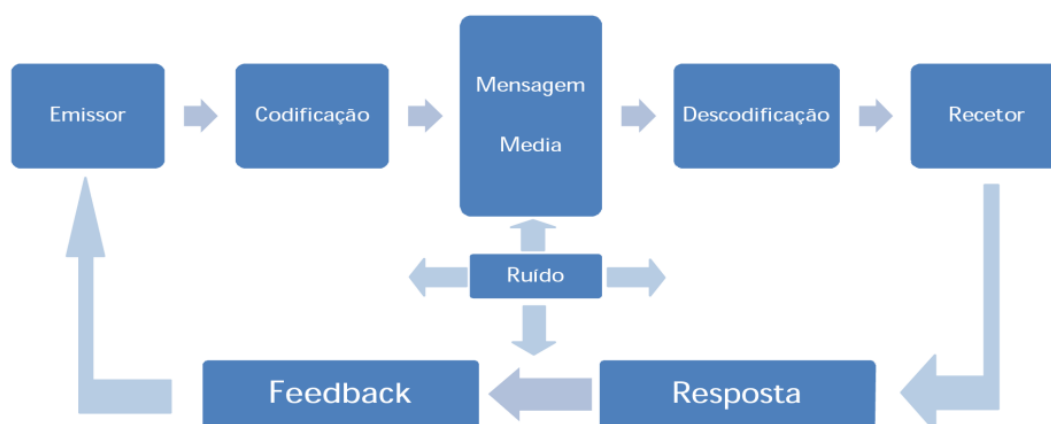 Emissor
Codificação
Mensagem
Media
Descodificação
Recetor
Ruído
Feedback
Resposta